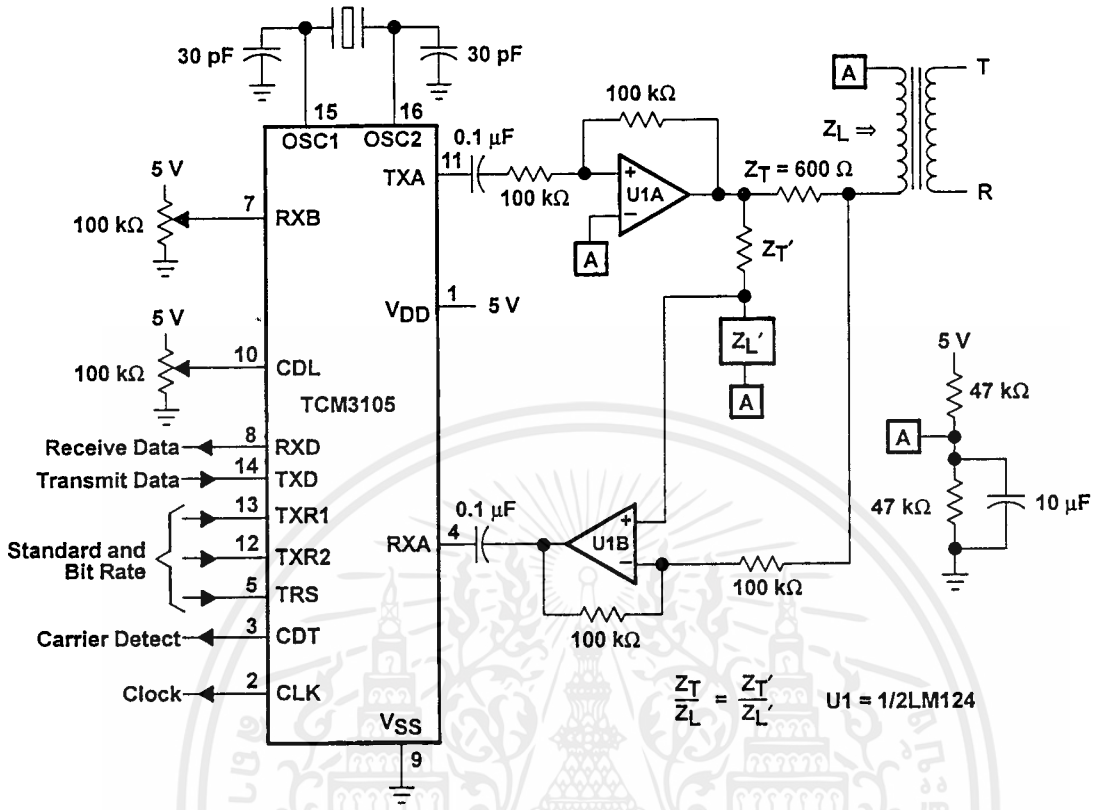 30 pF
30 pF
15
16
OSC1
OSC2
0.1 µF
11
TXA
100 kΩ
100 kΩ
+
−
U1A
A
Z_T = 600 Ω
A
Z_L ⇒
T
R
5 V
100 kΩ
7
RXB
V_DD
1
5 V
Z_T′
Z_L′
A
5 V
100 kΩ
10
CDL
TCM3105
5 V
47 kΩ
A
47 kΩ
10 µF
Receive Data
8
RXD
Transmit Data
14
TXD
13
TXR1
Standard and
Bit Rate
12
TXR2
5
TRS
Carrier Detect
3
CDT
Clock
2
CLK
V_SS
9
RXA
4
0.1 µF
+
−
U1B
100 kΩ
100 kΩ
Z_T/Z_L = Z_T′/Z_L′
U1 = 1/2LM124